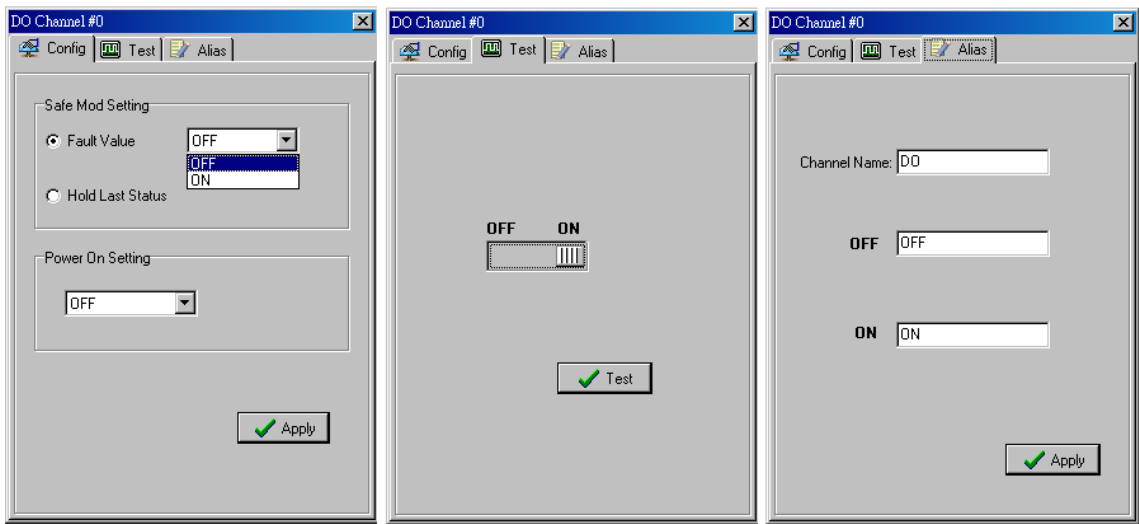 DO Channel #0
Config Test Alias
Safe Mod Setting
Fault Value OFF
OFF
ON
Hold Last Status
Power On Setting
OFF
Apply
DO Channel #0
Config Test Alias
OFF ON
Test
DO Channel #0
Config Test Alias
Channel Name: DO
OFF OFF
ON ON
Apply